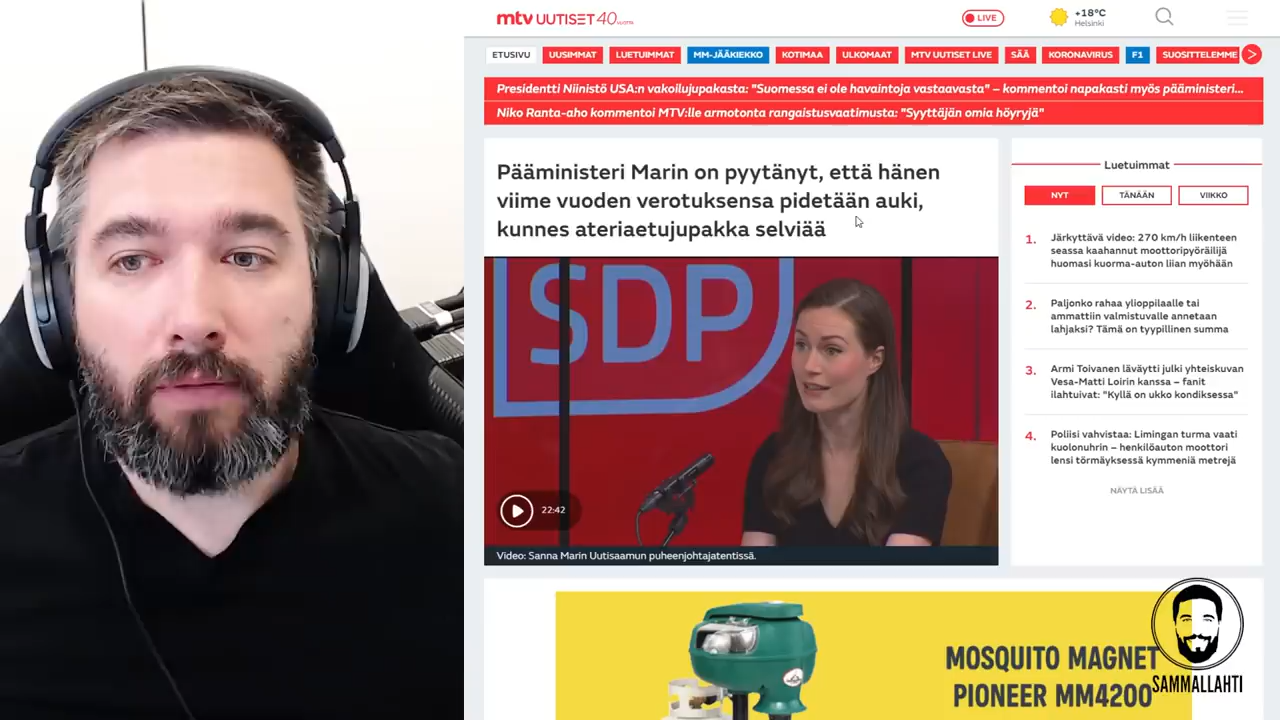 mtv UUTISET 40 VUOTTA
LIVE
+18°C
Helsinki
ETUSIVU
UUSIMMAT
LUETUIMMAT
MM-JÄÄKIEKKO
KOTIMAA
ULKOMAAT
MTV UUTISET LIVE
SÄÄ
KORONAVIRUS
F1
SUOSITTELEMME
Presidentti Niinistö USA:n vakoilujupakasta: "Suomessa ei ole havaintoja vastaavasta" – kommentoi napakasti myös pääministeri...
Niko Ranta-aho kommentoi MTV:lle armotonta rangaistusvaatimusta: "Syyttäjän omia höyryjä"
Pääministeri Marin on pyytänyt, että hänen
viime vuoden verotuksensa pidetään auki,
kunnes ateriaetujupakka selviää
SDP
22:42
Video: Sanna Marin Uutisaamun puheenjohtajatentissä.
Luetuimmat
NYT
TÄNÄÄN
VIIKKO
1. Järkyttävä video: 270 km/h liikenteen
seassa kaahannut moottoripyöräilijä
huomasi kuorma-auton liian myöhään
2. Paljonko rahaa ylioppilaalle tai
ammattiin valmistuvalle annetaan
lahjaksi? Tämä on tyypillinen summa
3. Armi Toivanen läväytti julki yhteiskuvan
Vesa-Matti Loirin kanssa – fanit
ilahtuivat: "Kyllä on ukko kondiksessa"
4. Poliisi vahvistaa: Limingan turma vaati
kuolonuhrin – henkilöauton moottori
lensi törmäyksessä kymmeniä metrejä
NÄYTÄ LISÄÄ
MOSQUITO MAGNET
PIONEER MM4200
SAMMALLAHTI